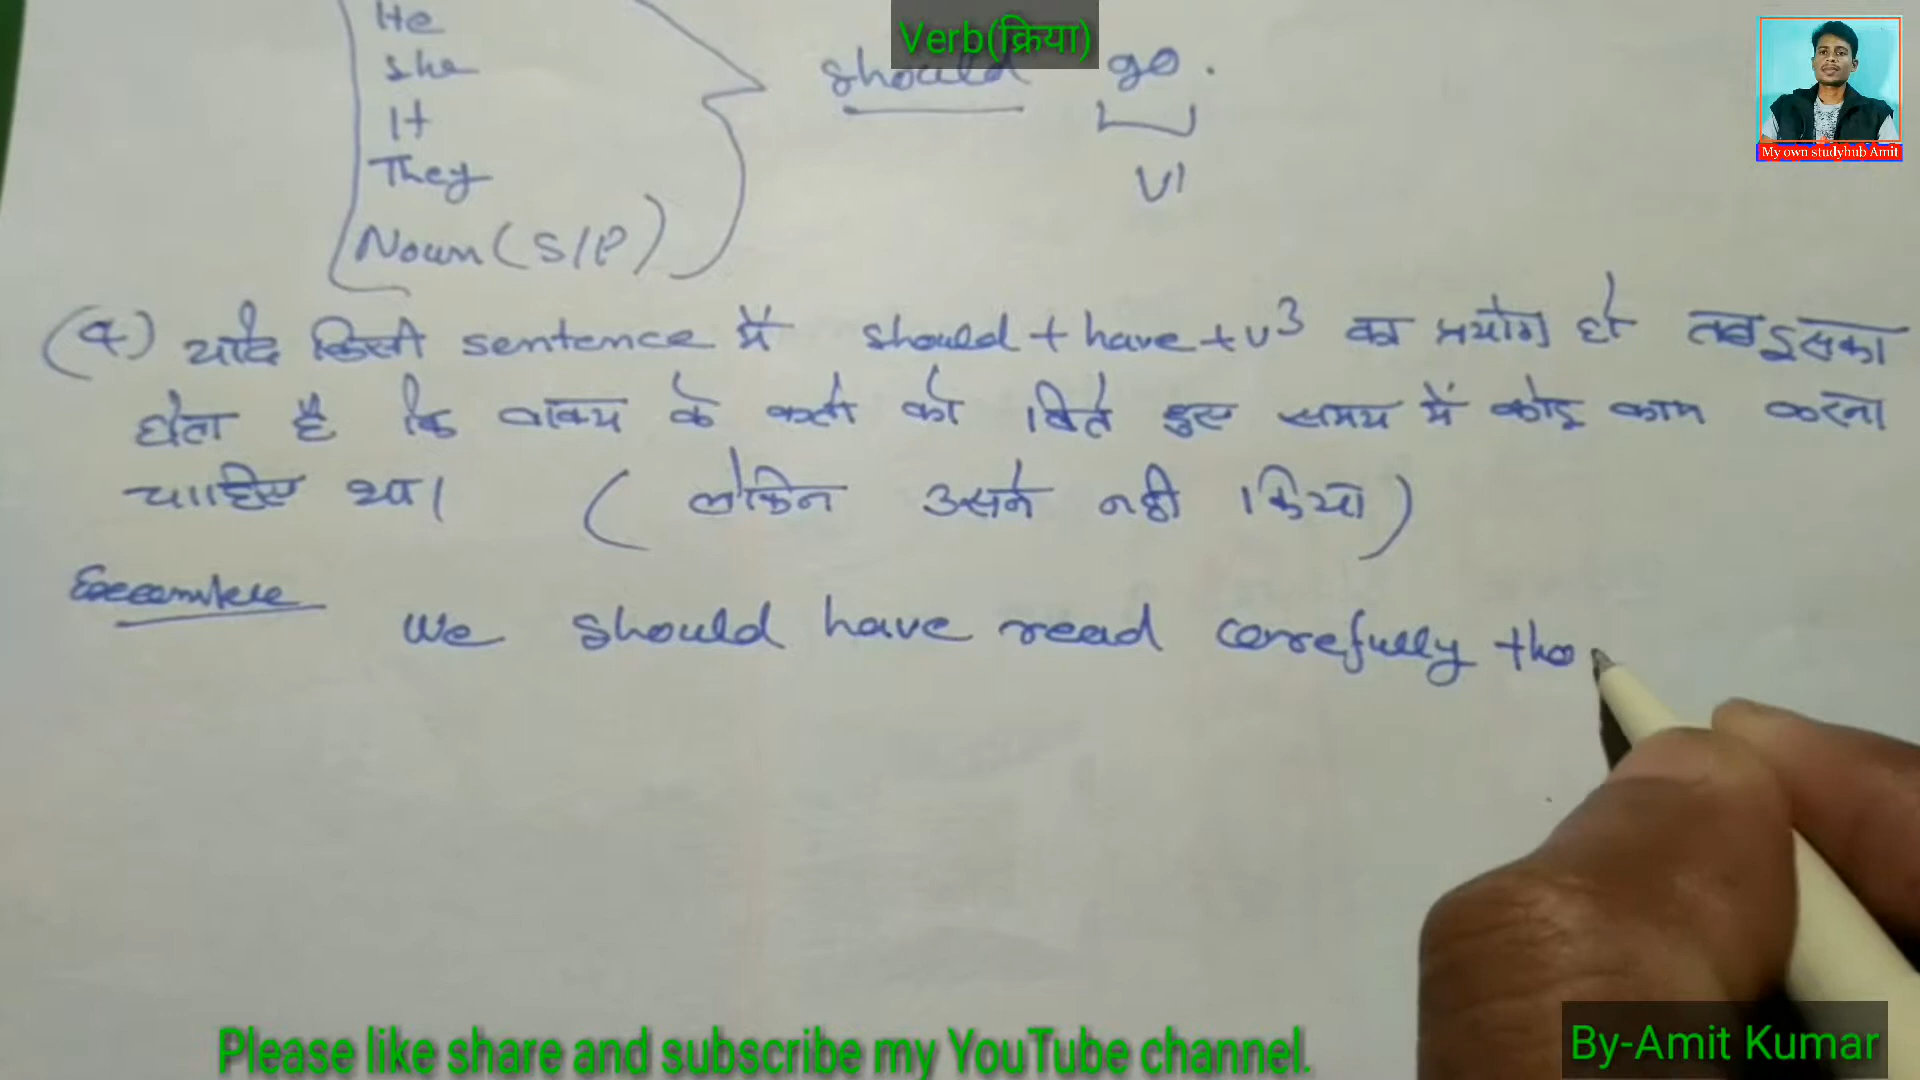 Verb(क्रिया)
He
She
It
They
Noun (S/P)
should go.
V1
My own studyhub Amit
(4) यदि किसी sentence में should + have + v3 का प्रयोग हो तब इसका
होता है कि वाक्य के कर्ता को बिते हुए समय में कोइ काम करना
चाहिए था। ( लेकिन उसने नही किया )
We should have read carefully
Please like share and subscribe my YouTube channel.
By-Amit Kumar